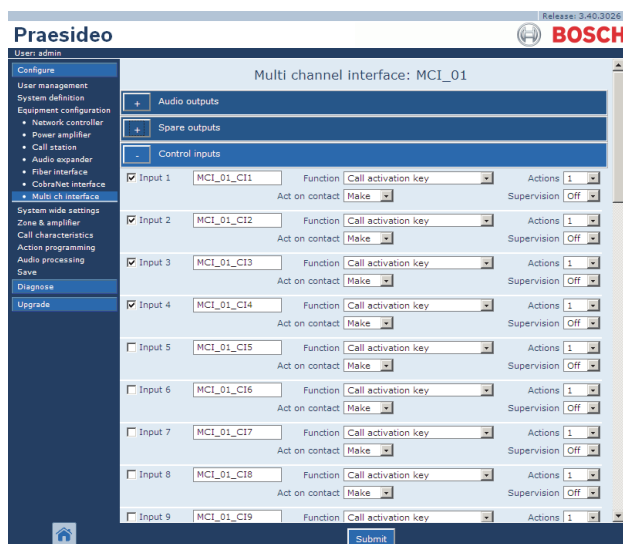 Release: 3.40.3026
Praesideo
BOSCH
User: admin
Configure
User management
System definition
Equipment configuration
Network controller
Power amplifier
Call station
Audio expander
Fiber interface
CobraNet interface
Multi ch interface
System wide settings
Zone & amplifier
Call characteristics
Action programming
Audio processing
Save
Diagnose
Upgrade
Multi channel interface: MCI_01
+ Audio outputs
+ Spare outputs
- Control inputs
Input 1 MCI_01_CI1 Function Call activation key Actions 1
Act on contact Make Supervision Off
Input 2 MCI_01_CI2 Function Call activation key Actions 1
Act on contact Make Supervision Off
Input 3 MCI_01_CI3 Function Call activation key Actions 1
Act on contact Make Supervision Off
Input 4 MCI_01_CI4 Function Call activation key Actions 1
Act on contact Make Supervision Off
Input 5 MCI_01_CI5 Function Call activation key Actions 1
Act on contact Make Supervision Off
Input 6 MCI_01_CI6 Function Call activation key Actions 1
Act on contact Make Supervision Off
Input 7 MCI_01_CI7 Function Call activation key Actions 1
Act on contact Make Supervision Off
Input 8 MCI_01_CI8 Function Call activation key Actions 1
Act on contact Make Supervision Off
Input 9 MCI_01_CI9 Function Call activation key Actions 1
Submit